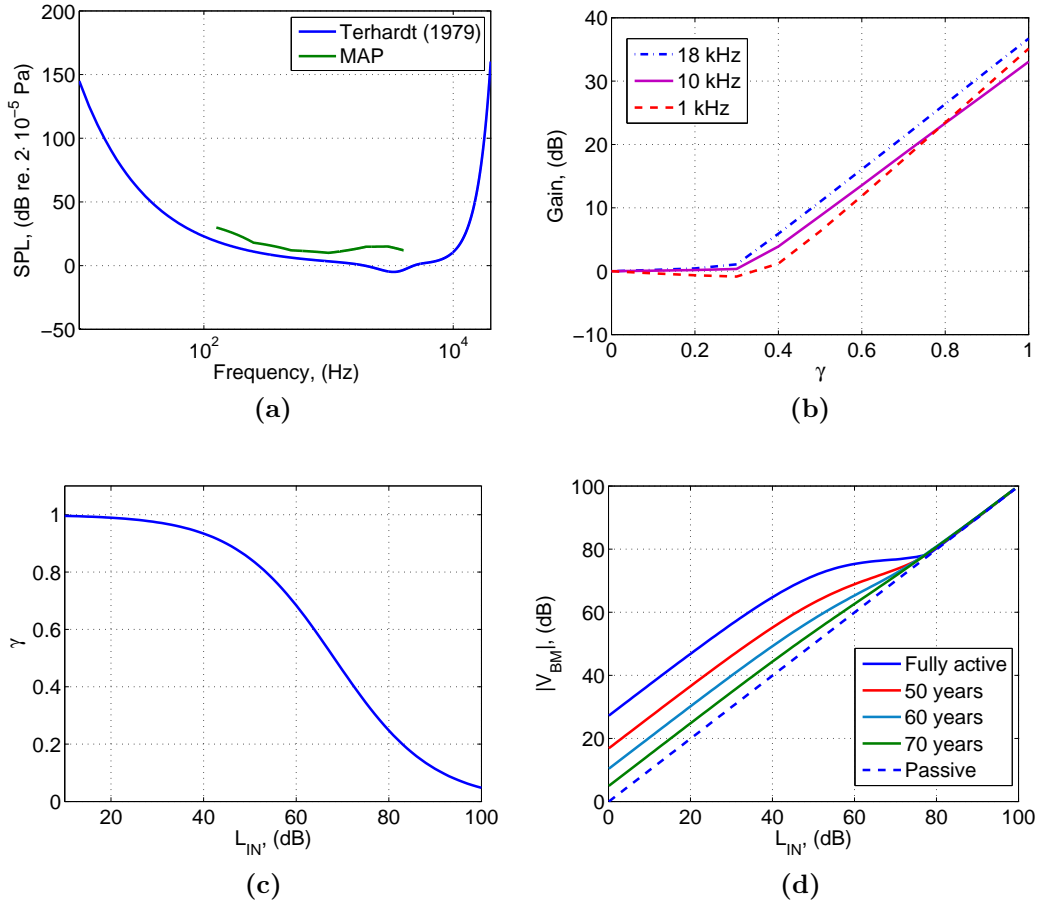 200
150
100
50
0
−50
SPL, (dB re. 2⋅ 10⁻⁵ Pa)
10² 10⁴
Frequency, (Hz)
Terhardt (1979)
MAP
(a)
40
30
20
10
0
−10
Gain, (dB)
0 0.2 0.4 0.6 0.8 1
γ
18 kHz
10 kHz
1 kHz
(b)
1
0.8
0.6
0.4
0.2
0
γ
20 40 60 80 100
L_IN, (dB)
(c)
100
80
60
40
20
0
|V_BM|, (dB)
0 20 40 60 80 100
L_IN, (dB)
Fully active
50 years
60 years
70 years
Passive
(d)